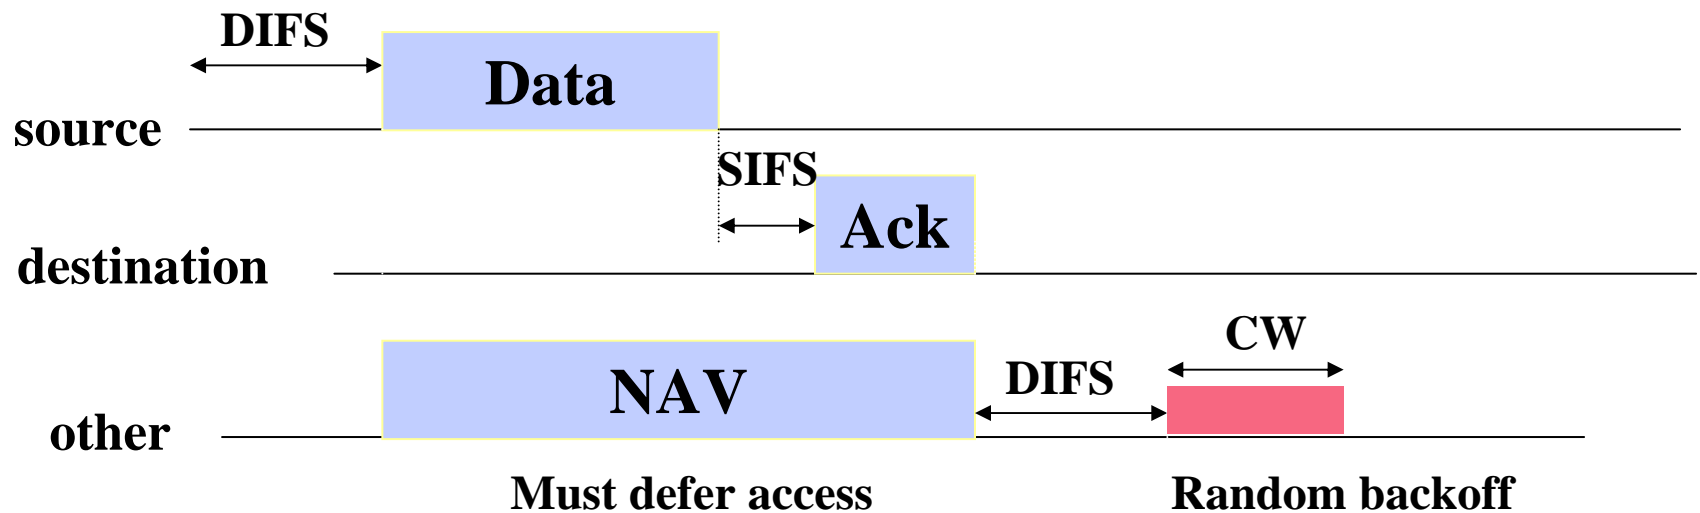 DIFS
Data
source
SIFS
Ack
destination
CW
NAV
DIFS
other
Must defer access
Random backoff